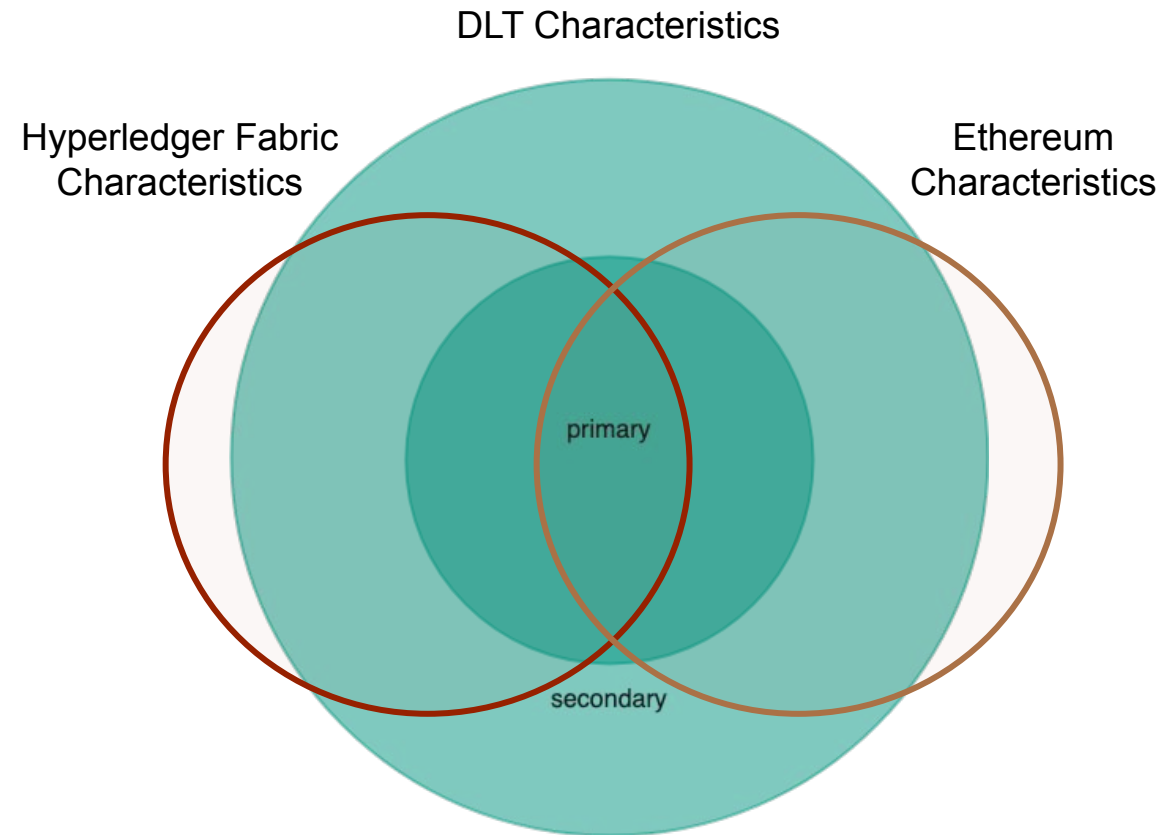 DLT Characteristics
Hyperledger Fabric
Characteristics
Ethereum
Characteristics
primary
secondary